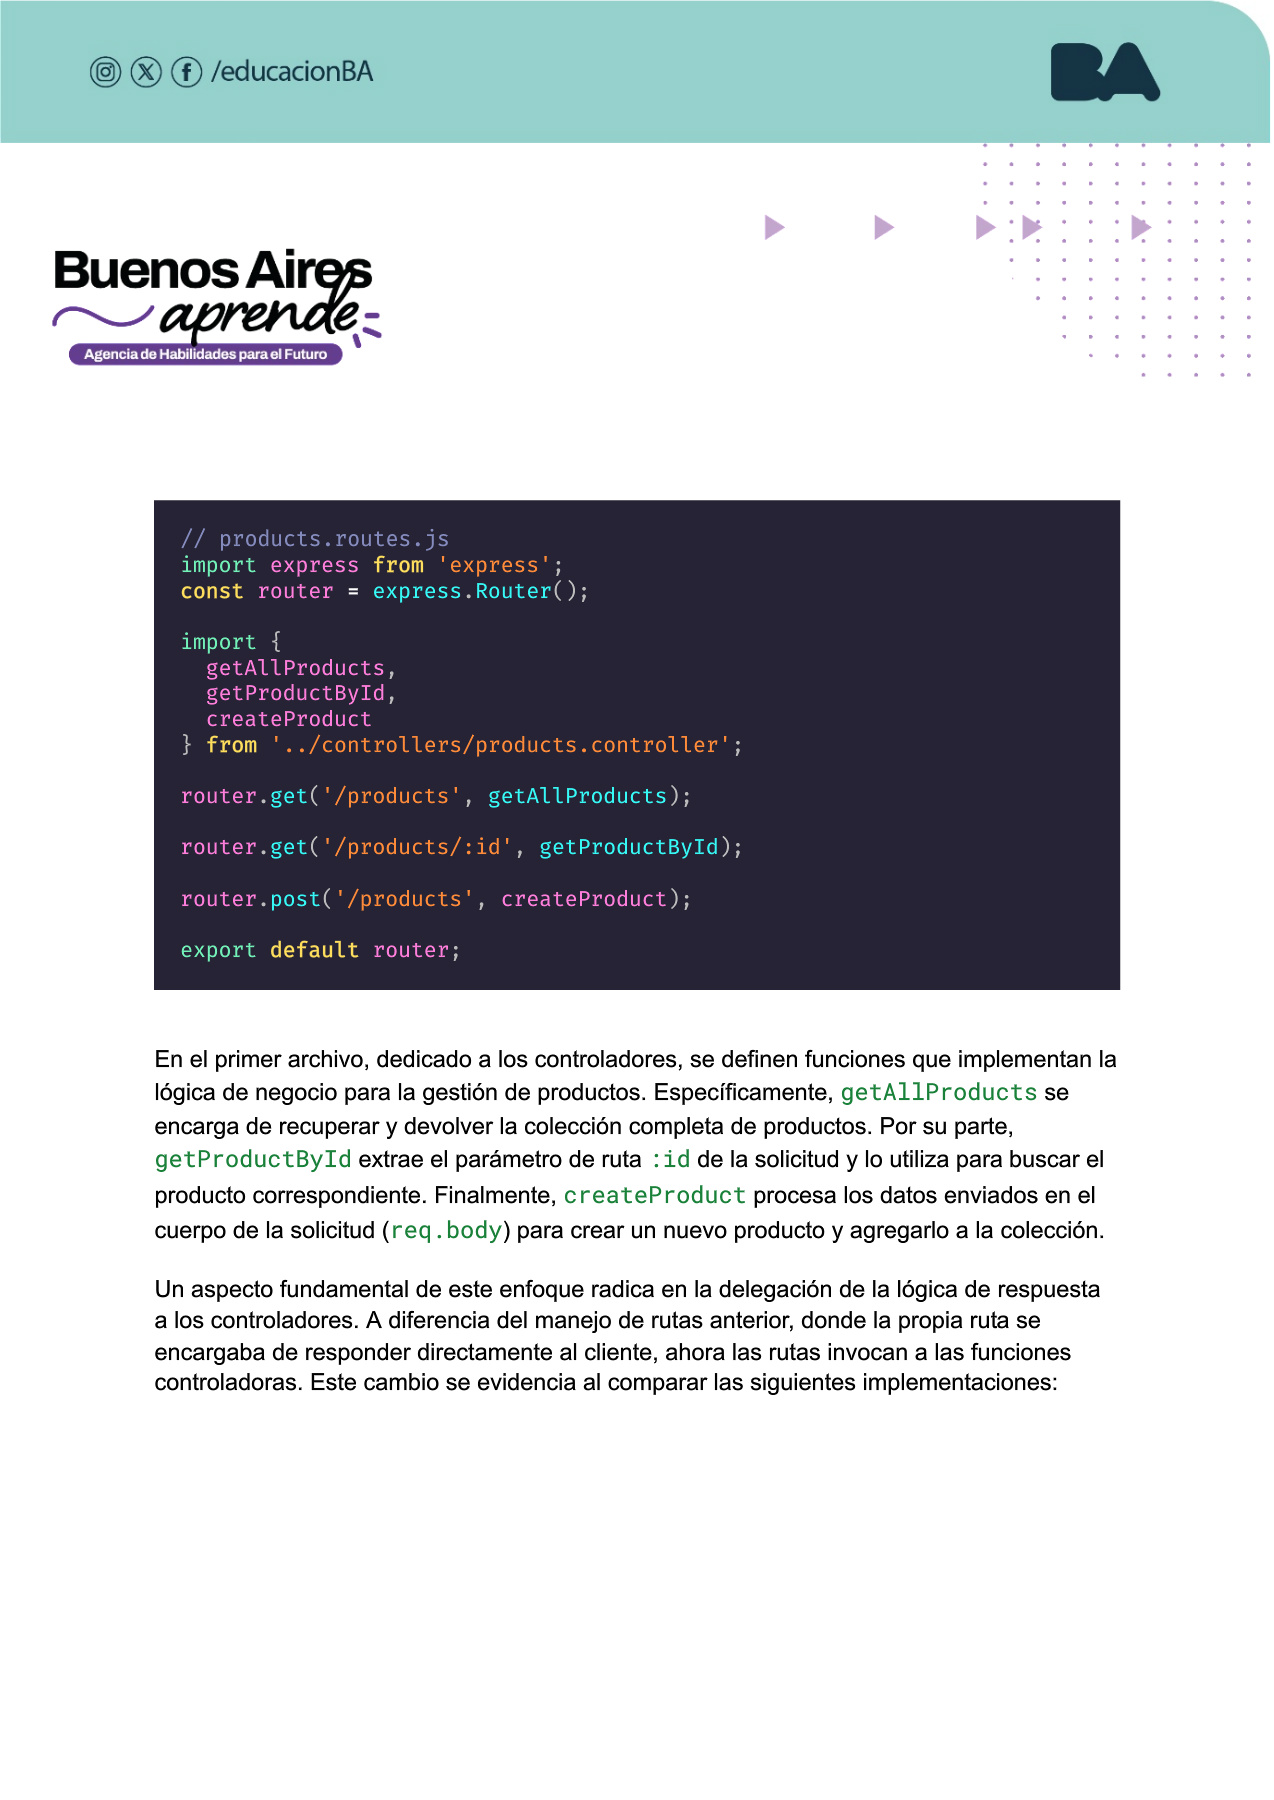 /educacionBA
BA
Buenos Aires
aprende
Agencia de Habilidades para el Futuro
// products.routes.js
import express from 'express';
const router = express.Router();
import {
  getAllProducts,
  getProductById,
  createProduct
} from '../controllers/products.controller';
router.get('/products', getAllProducts);
router.get('/products/:id', getProductById);
router.post('/products', createProduct);
export default router;
En el primer archivo, dedicado a los controladores, se definen funciones que implementan la
lógica de negocio para la gestión de productos. Específicamente, getAllProducts se
encarga de recuperar y devolver la colección completa de productos. Por su parte,
getProductById extrae el parámetro de ruta :id de la solicitud y lo utiliza para buscar el
producto correspondiente. Finalmente, createProduct procesa los datos enviados en el
cuerpo de la solicitud (req.body) para crear un nuevo producto y agregarlo a la colección.
Un aspecto fundamental de este enfoque radica en la delegación de la lógica de respuesta
a los controladores. A diferencia del manejo de rutas anterior, donde la propia ruta se
encargaba de responder directamente al cliente, ahora las rutas invocan a las funciones
controladoras. Este cambio se evidencia al comparar las siguientes implementaciones: